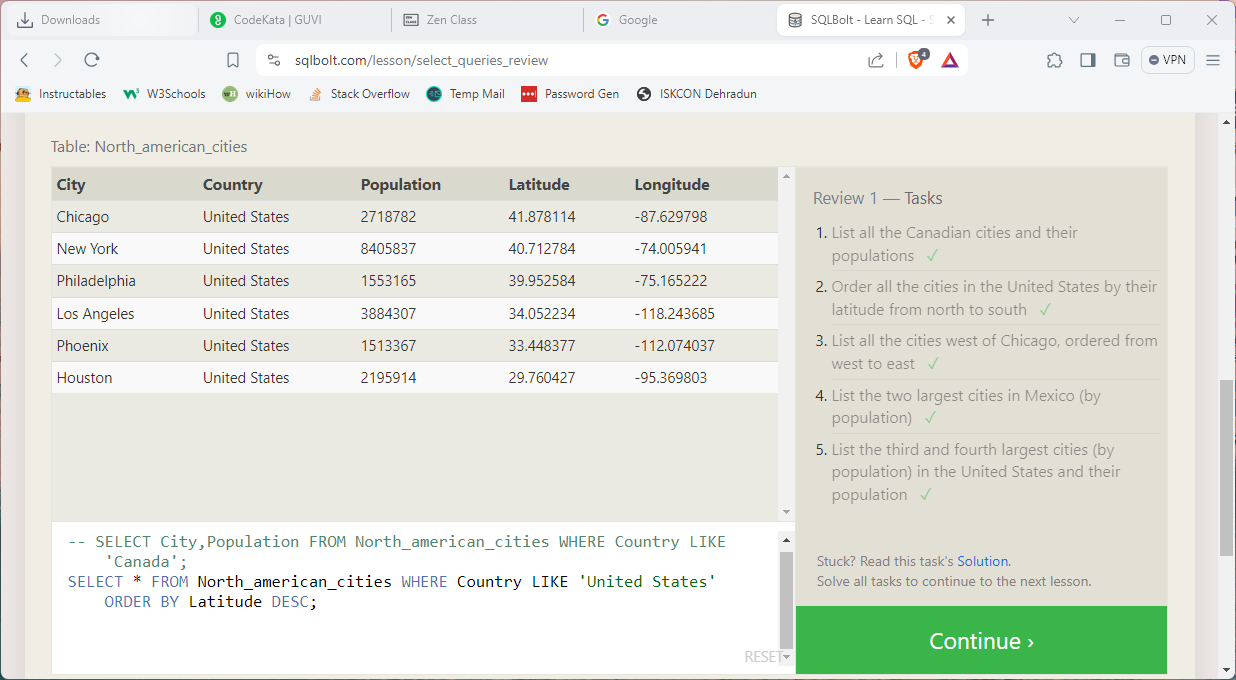 Downloads
CodeKata | GUVI
Zen Class
Google
SQLBolt - Learn SQL - S
sqlbolt.com/lesson/select_queries_review
4
VPN
Instructables
W3Schools
wikiHow
Stack Overflow
Temp Mail
Password Gen
ISKCON Dehradun
Table: North_american_cities
City Country Population Latitude Longitude
Chicago United States 2718782 41.878114 -87.629798
New York United States 8405837 40.712784 -74.005941
Philadelphia United States 1553165 39.952584 -75.165222
Los Angeles United States 3884307 34.052234 -118.243685
Phoenix United States 1513367 33.448377 -112.074037
Houston United States 2195914 29.760427 -95.369803
-- SELECT City,Population FROM North_american_cities WHERE Country LIKE
'Canada';
SELECT * FROM North_american_cities WHERE Country LIKE 'United States'
ORDER BY Latitude DESC;
RESET
Review 1 — Tasks
1. List all the Canadian cities and their
populations ✓
2. Order all the cities in the United States by their
latitude from north to south ✓
3. List all the cities west of Chicago, ordered from
west to east ✓
4. List the two largest cities in Mexico (by
population) ✓
5. List the third and fourth largest cities (by
population) in the United States and their
population ✓
Stuck? Read this task's Solution.
Solve all tasks to continue to the next lesson.
Continue ›